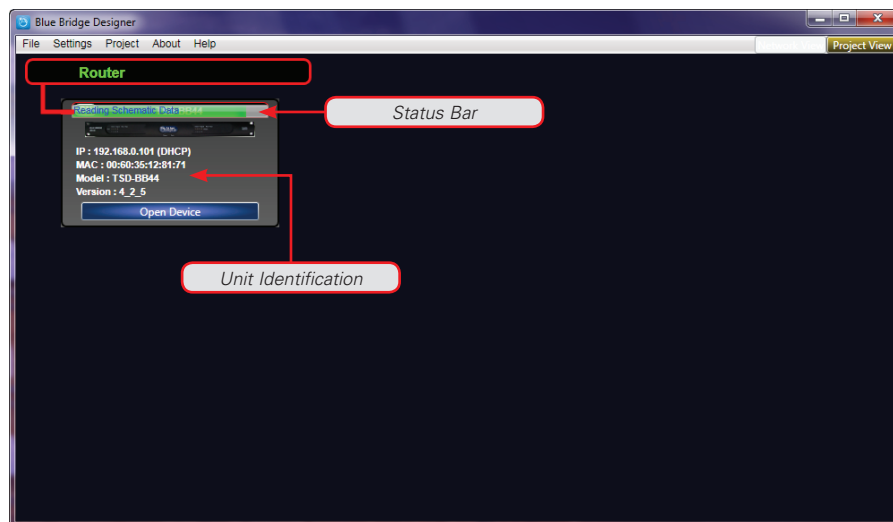 Blue Bridge Designer
File Settings Project About Help
Project View
Router
Reading Schematic Data
Status Bar
IP : 192.168.0.101 (DHCP)
MAC : 00:60:35:12:81:71
Model : TSD-BB44
Version : 4_2_5
Open Device
Unit Identification